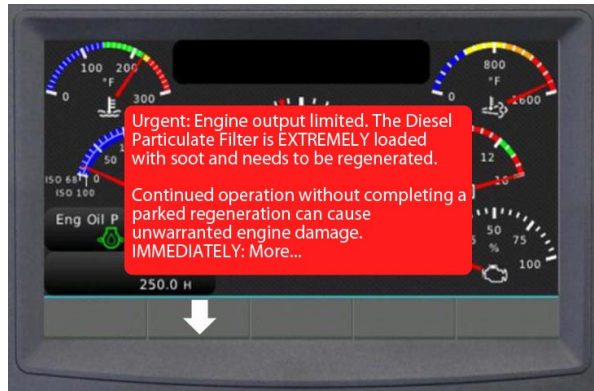 100 200
°F
0 300
800
°F
0 1600
Urgent: Engine output limited. The Diesel
Particulate Filter is EXTREMELY loaded
with soot and needs to be regenerated.
Continued operation without completing a
parked regeneration can cause
unwarranted engine damage.
IMMEDIATELY: More...
50
0
ISO 68
ISO 100
12
16
Eng Oil P
50
% 75
100
250.0 H